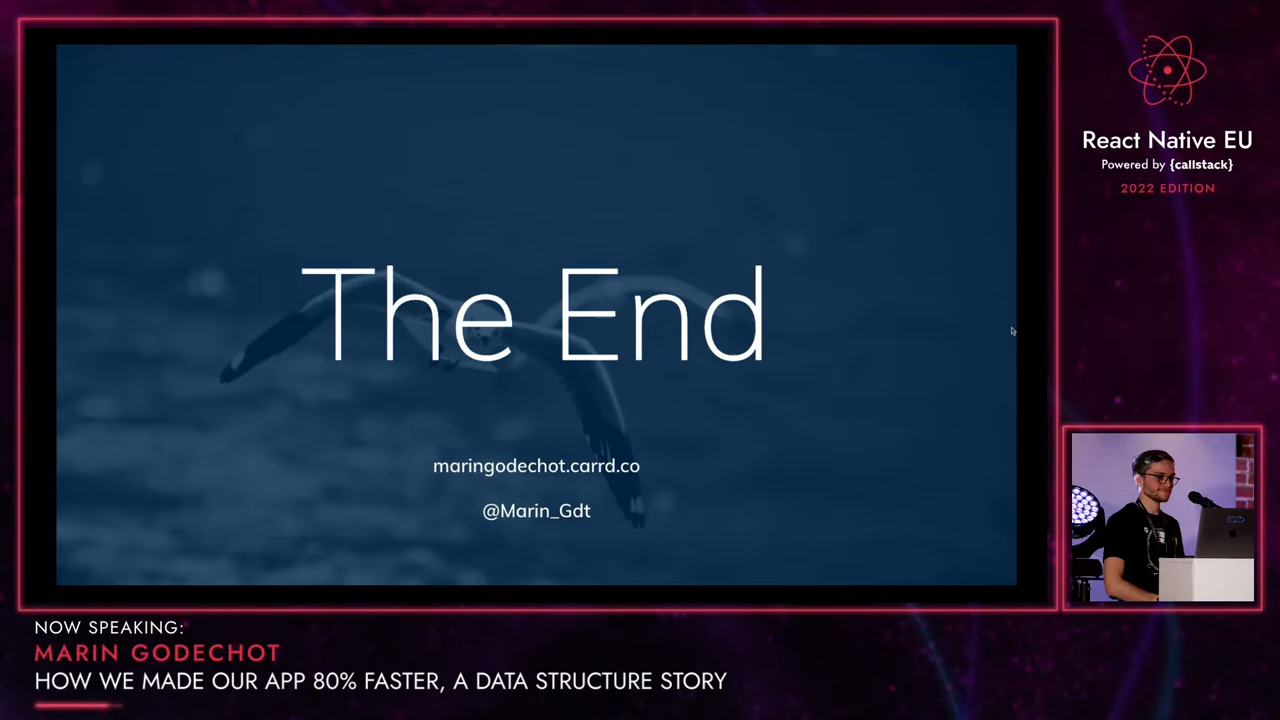 The End
maringodechot.carrd.co
@Marin_Gdt
React Native EU
Powered by {callstack}
2022 EDITION
NOW SPEAKING:
MARIN GODECHOT
HOW WE MADE OUR APP 80% FASTER, A DATA STRUCTURE STORY